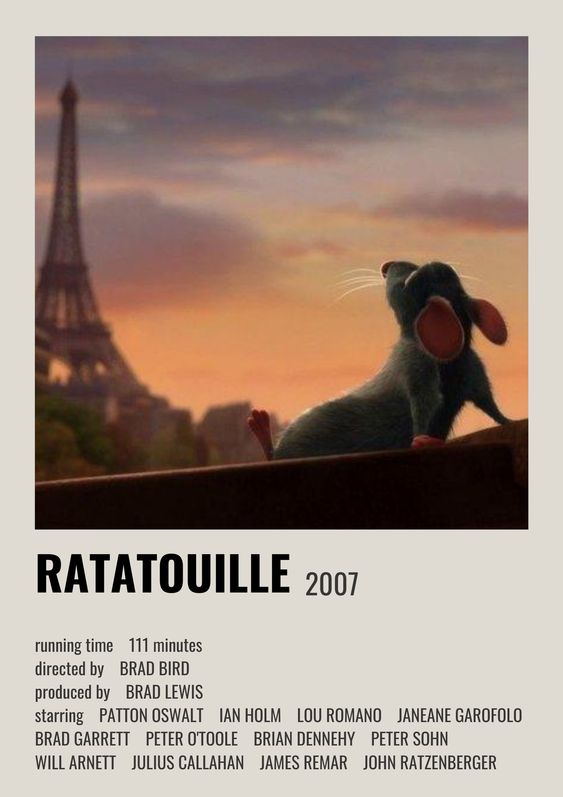 RATATOUILLE 2007
running time 111 minutes
directed by BRAD BIRD
produced by BRAD LEWIS
starring PATTON OSWALT IAN HOLM LOU ROMANO JANEANE GAROFOLO
BRAD GARRETT PETER O'TOOLE BRIAN DENNEHY PETER SOHN
WILL ARNETT JULIUS CALLAHAN JAMES REMAR JOHN RATZENBERGER